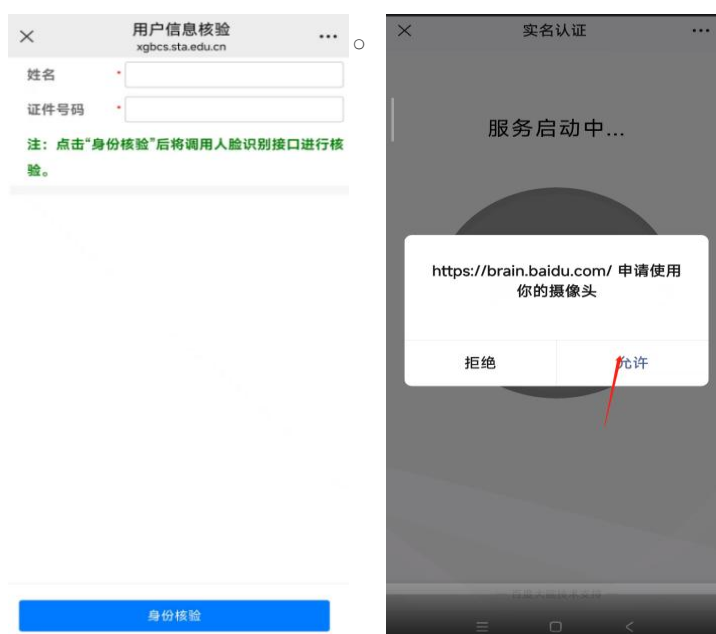 用户信息核验
xgbcs.sta.edu.cn
姓名 *
证件号码 *
注：点击“身份核验”后将调用人脸识别接口进行核
验。
身份核验
实名认证
服务启动中...
https://brain.baidu.com/ 申请使用
你的摄像头
拒绝 允许